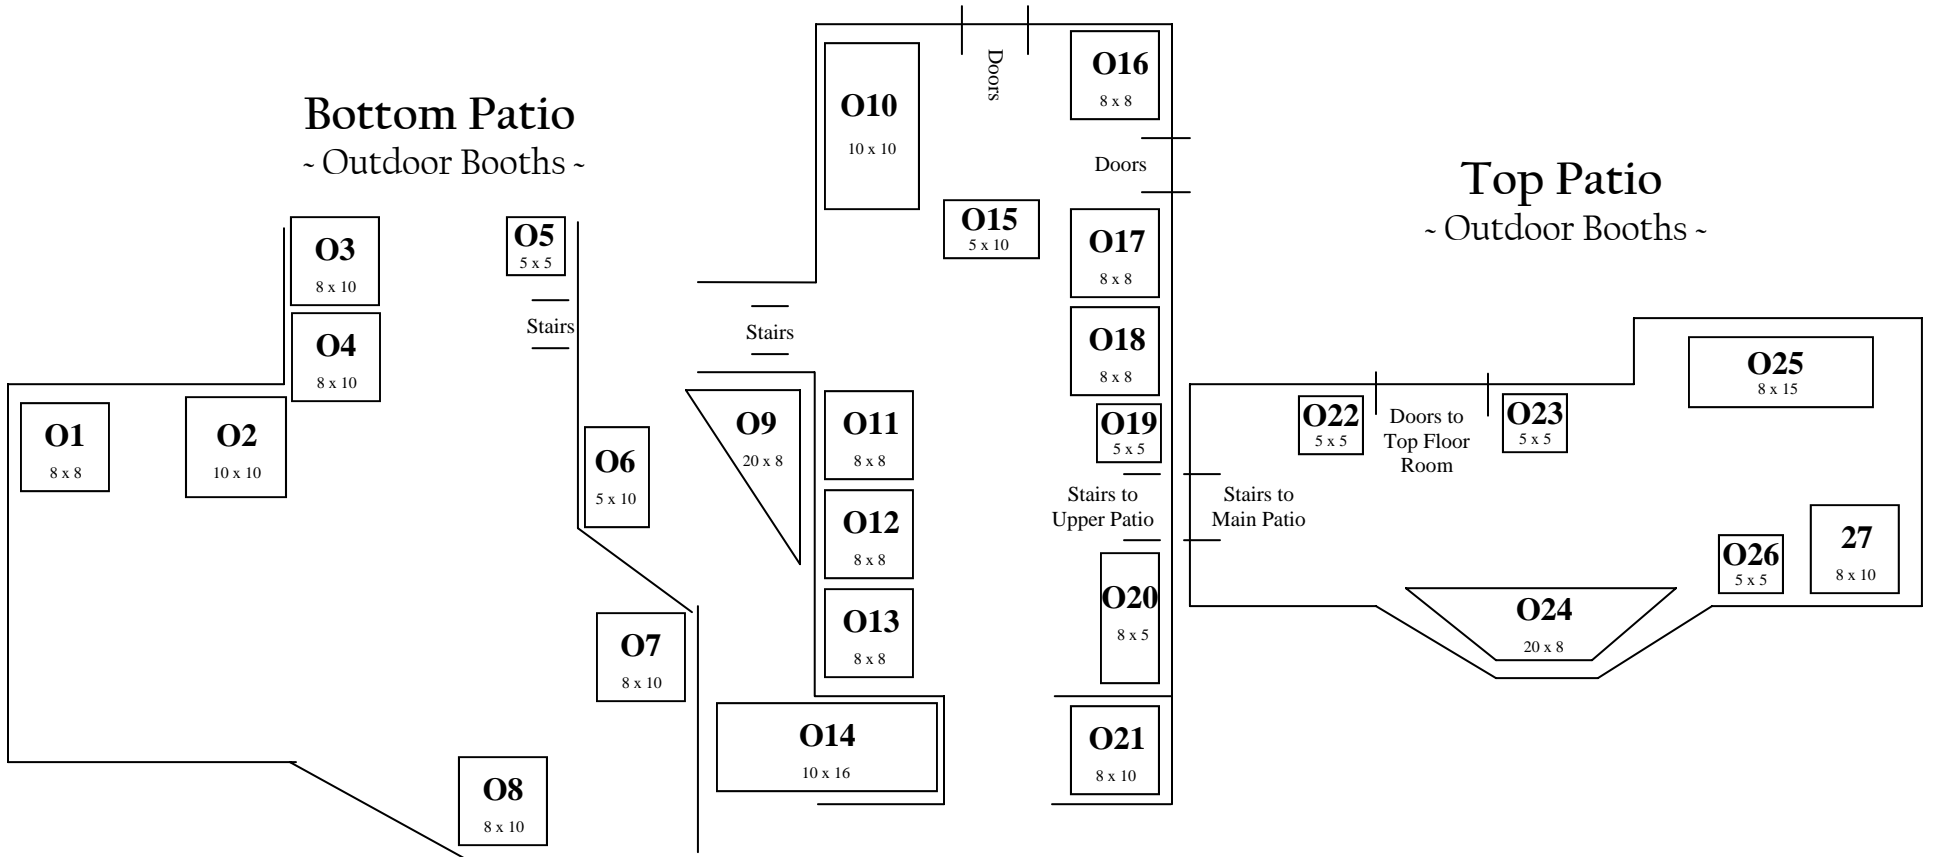 Bottom Patio
~ Outdoor Booths ~
O1
8 x 8
O2
10 x 10
O3
8 x 10
O4
8 x 10
O5
5 x 5
Stairs
O6
5 x 10
O7
8 x 10
O8
8 x 10
Stairs
O9
20 x 8
O10
10 x 10
O11
8 x 8
O12
8 x 8
O13
8 x 8
O14
10 x 16
Doors
O15
5 x 10
O16
8 x 8
Doors
O17
8 x 8
O18
8 x 8
O19
5 x 5
Stairs to
Upper Patio
O20
8 x 5
O21
8 x 10
Top Patio
~ Outdoor Booths ~
Stairs to
Main Patio
O22
5 x 5
Doors to
Top Floor
Room
O23
5 x 5
O24
20 x 8
O25
8 x 15
O26
5 x 5
27
8 x 10